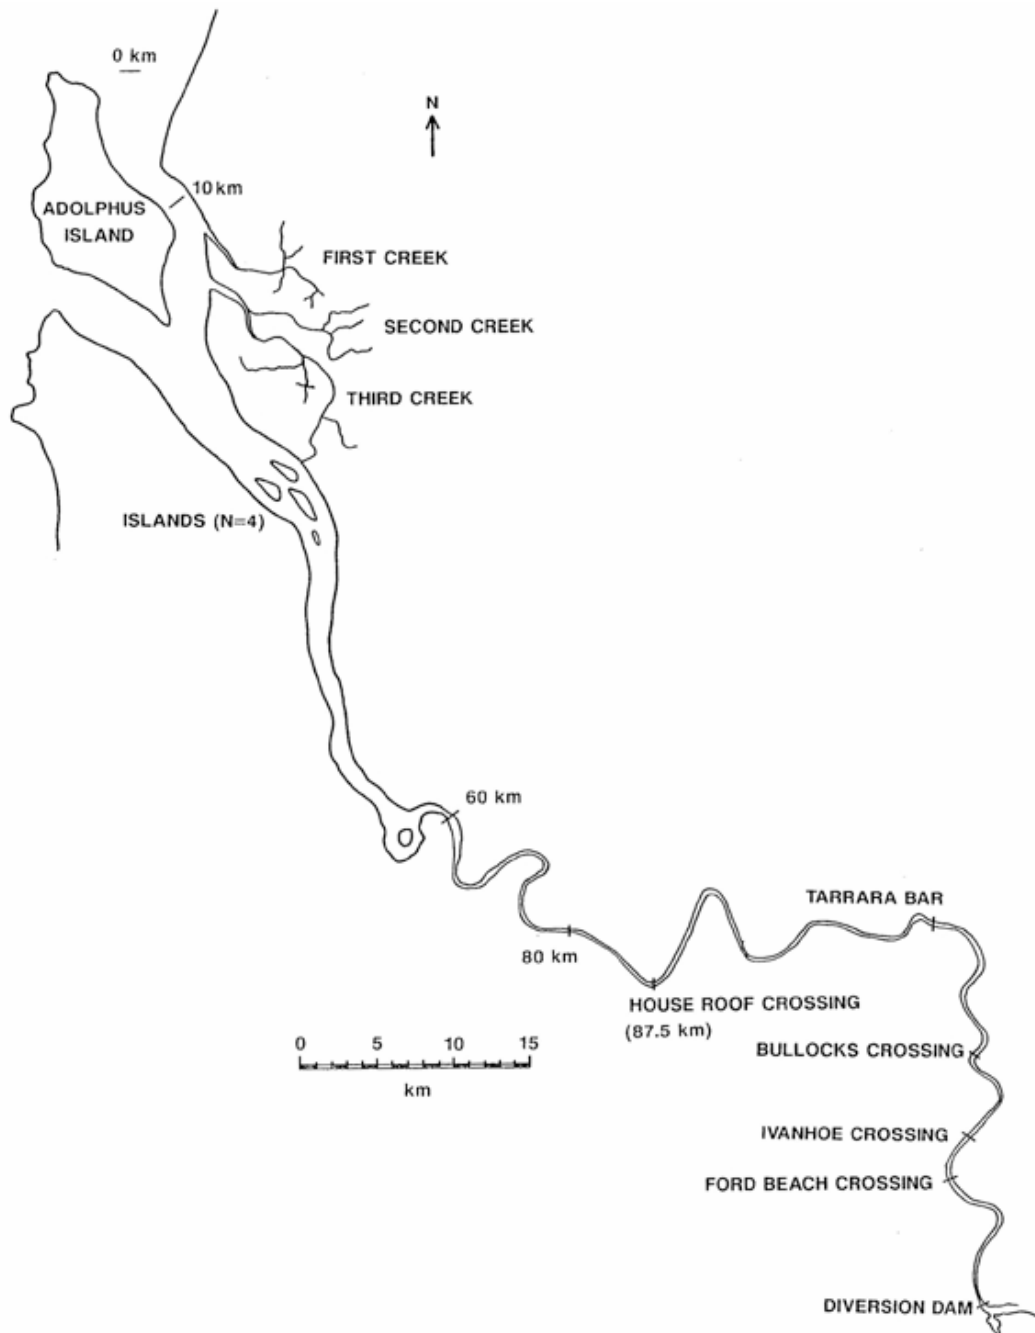 0 km
N
10 km
ADOLPHUS
ISLAND
FIRST CREEK
SECOND CREEK
THIRD CREEK
ISLANDS (N=4)
60 km
TARRARA BAR
80 km
HOUSE ROOF CROSSING
(87.5 km)
0 5 10 15
km
BULLOCKS CROSSING
IVANHOE CROSSING
FORD BEACH CROSSING
DIVERSION DAM